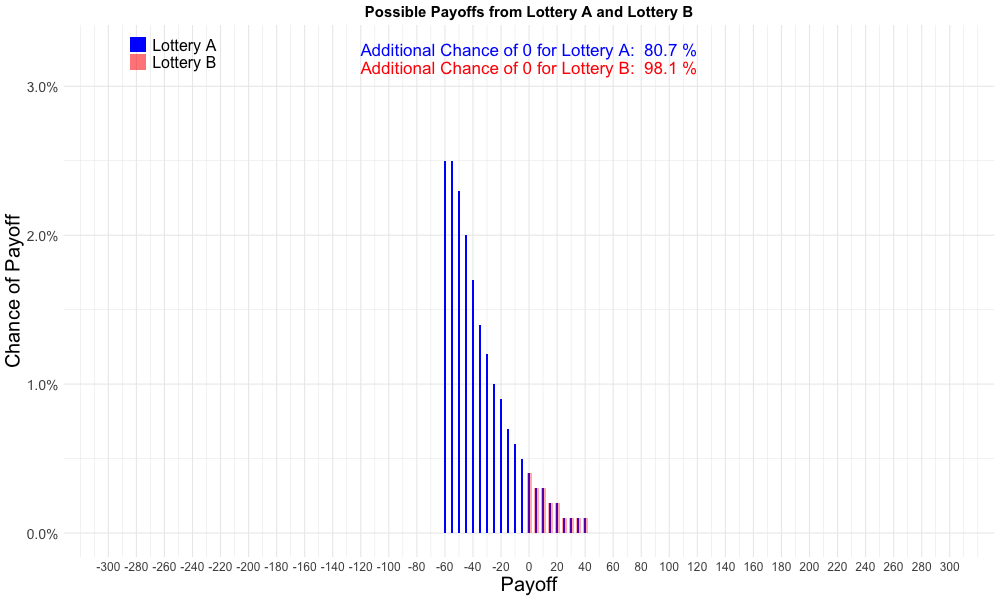 Possible Payoffs from Lottery A and Lottery B
Lottery A
Lottery B
Additional Chance of 0 for Lottery A: 80.7 %
Additional Chance of 0 for Lottery B: 98.1 %
Chance of Payoff
3.0%
2.0%
1.0%
0.0%
-300 -280 -260 -240 -220 -200 -180 -160 -140 -120 -100 -80 -60 -40 -20 0 20 40 60 80 100 120 140 160 180 200 220 240 260 280 300
Payoff